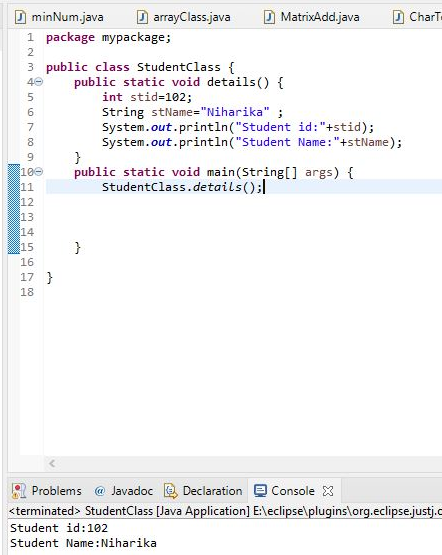 minNum.java arrayClass.java MatrixAdd.java CharT
1 package mypackage;
2
3 public class StudentClass {
4 public static void details() {
5 int stid=102;
6 String stName="Niharika" ;
7 System.out.println("Student id:"+stid);
8 System.out.println("Student Name:"+stName);
9 }
10 public static void main(String[] args) {
11 StudentClass.details();
12
13
14
15 }
16
17 }
18
Problems @ Javadoc Declaration Console
<terminated> StudentClass [Java Application] E:\eclipse\plugins\org.eclipse.justj.o
Student id:102
Student Name:Niharika